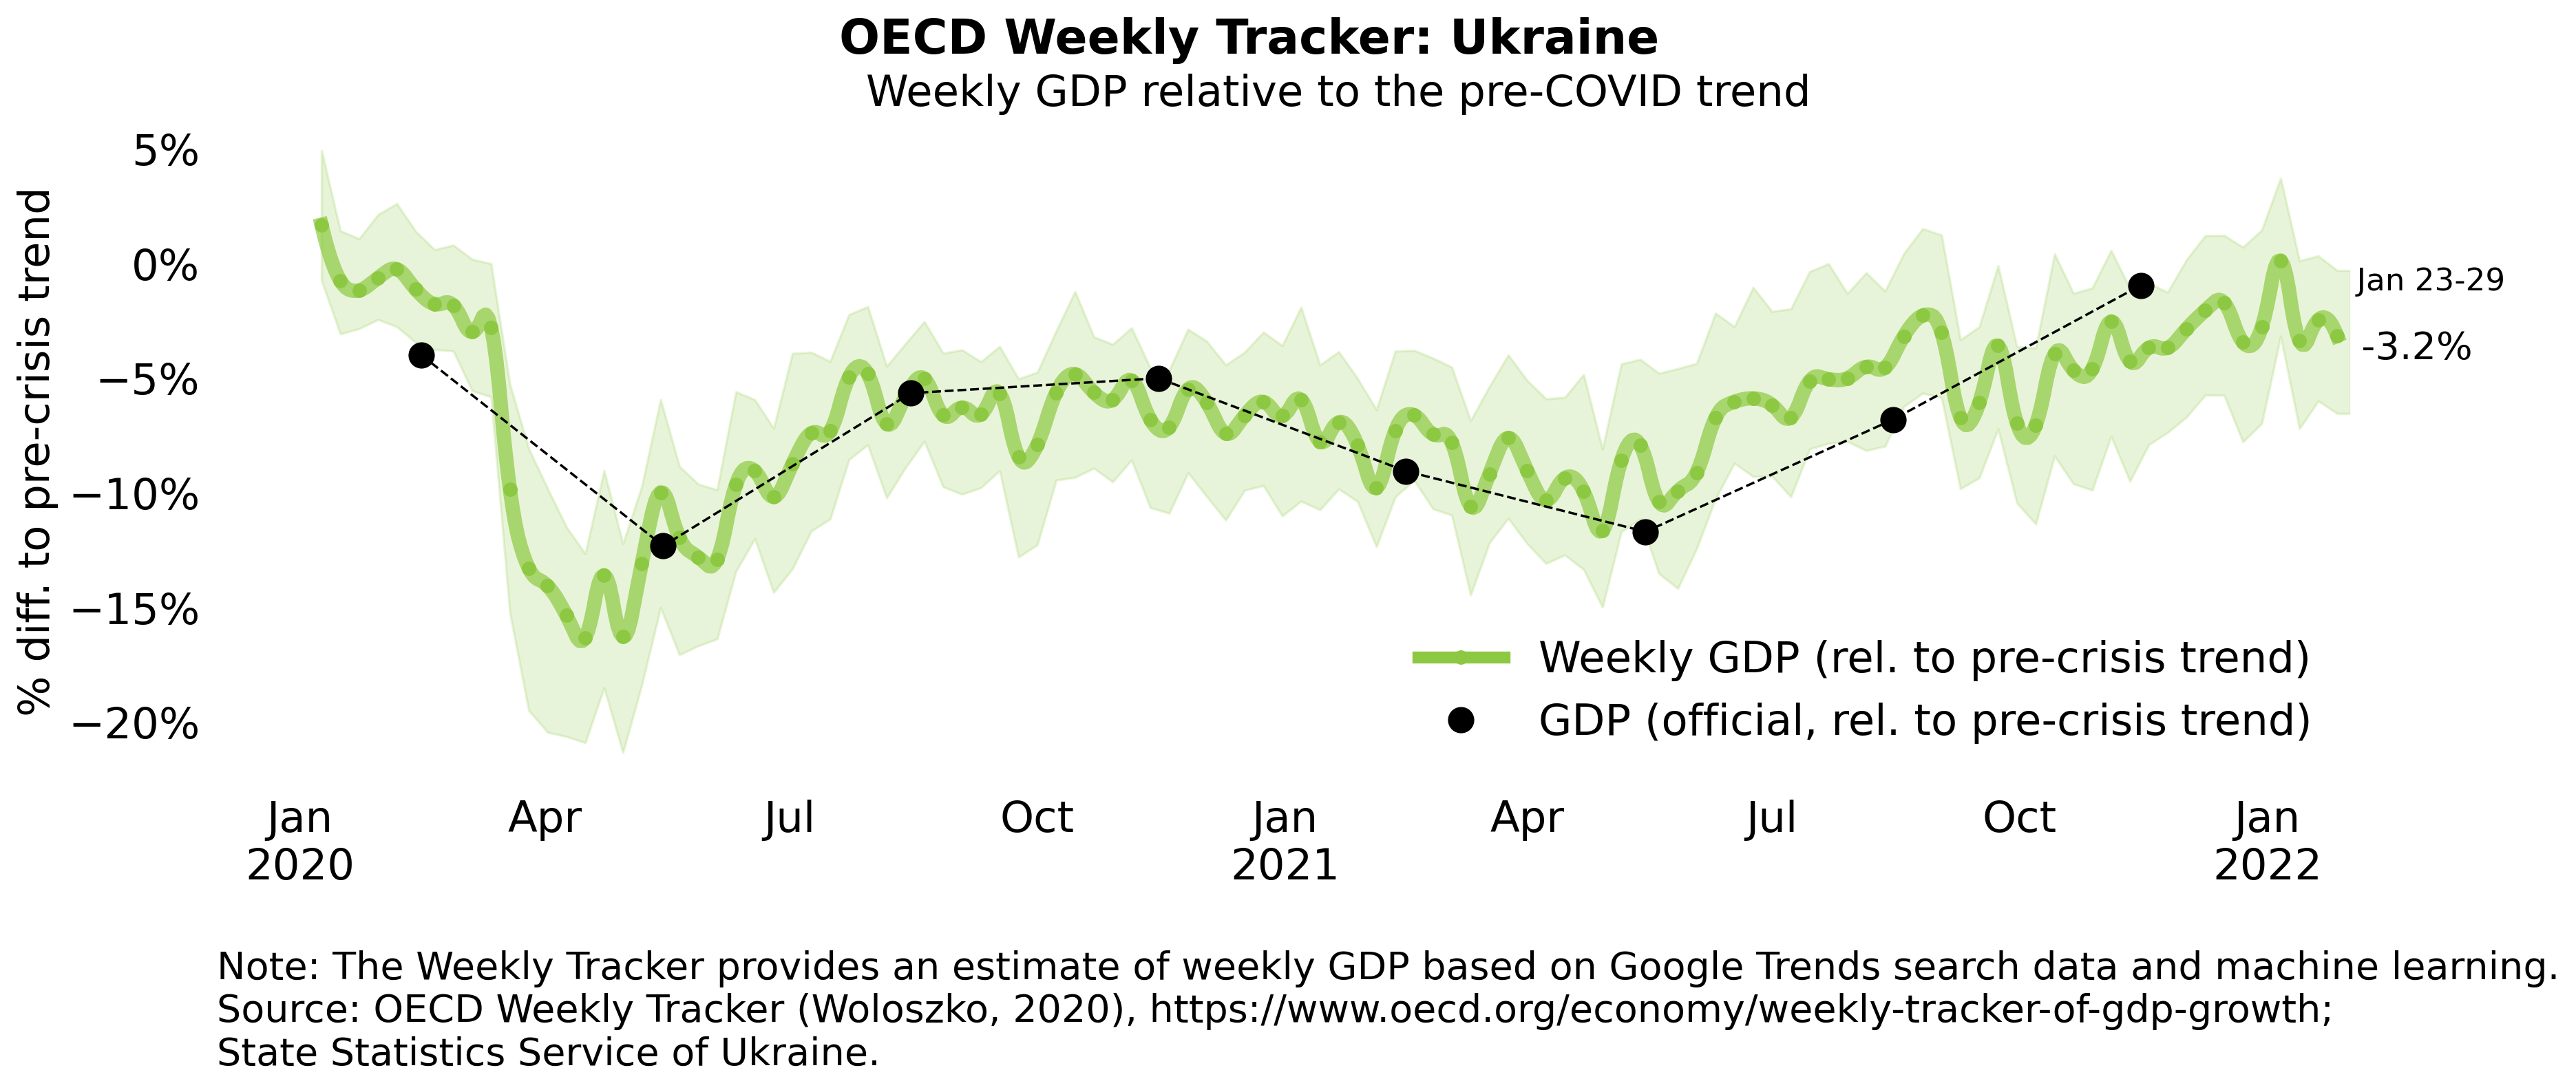 OECD Weekly Tracker: Ukraine
Weekly GDP relative to the pre-COVID trend
% diff. to pre-crisis trend
5%
0%
−5%
−10%
−15%
−20%
Jan 23-29
-3.2%
Weekly GDP (rel. to pre-crisis trend)
GDP (official, rel. to pre-crisis trend)
Jan Apr Jul Oct Jan Apr Jul Oct Jan
2020 2021 2022
Note: The Weekly Tracker provides an estimate of weekly GDP based on Google Trends search data and machine learning.
Source: OECD Weekly Tracker (Woloszko, 2020), https://www.oecd.org/economy/weekly-tracker-of-gdp-growth;
State Statistics Service of Ukraine.